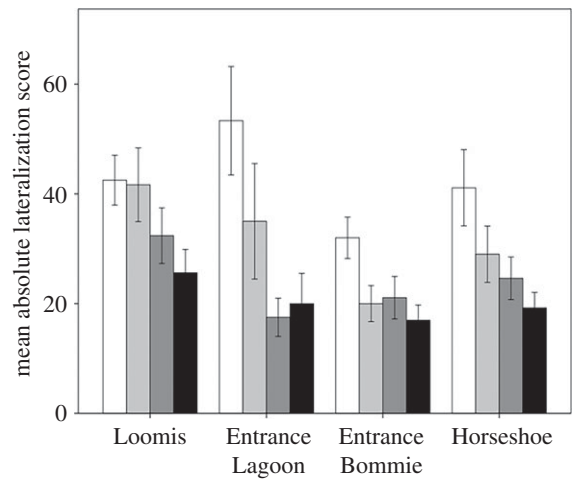 mean absolute lateralization score
60
40
20
0
Loomis
Entrance
Lagoon
Entrance
Bommie
Horseshoe